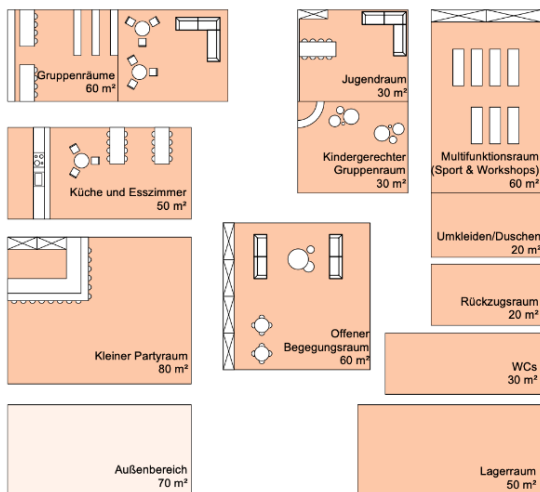 Gruppenräume
60 m²
Jugendraum
30 m²
Kindergerechter
Gruppenraum
30 m²
Multifunktionsraum
(Sport & Workshops)
60 m²
Küche und Esszimmer
50 m²
Umkleiden/Duschen
20 m²
Rückzugsraum
20 m²
Kleiner Partyraum
80 m²
Offener
Begegungsraum
60 m²
WCs
30 m²
Außenbereich
70 m²
Lagerraum
50 m²